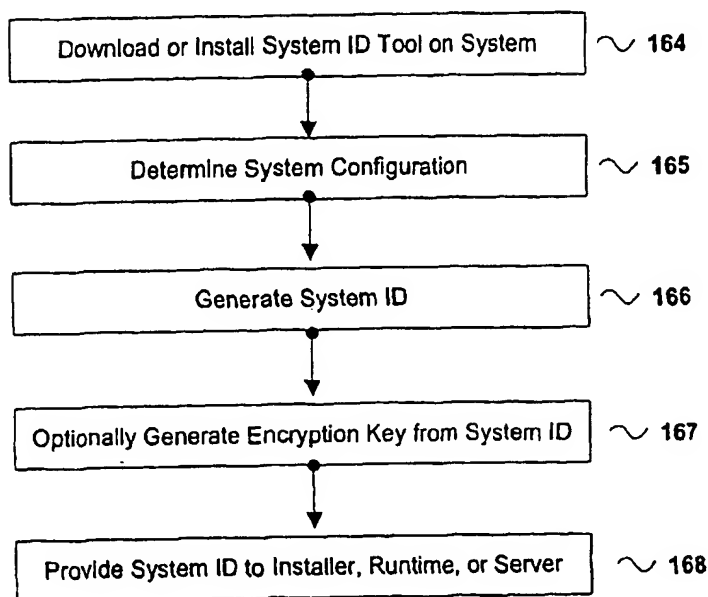 Download or Install System ID Tool on System 164
Determine System Configuration 165
Generate System ID 166
Optionally Generate Encryption Key from System ID 167
Provide System ID to Installer, Runtime, or Server 168